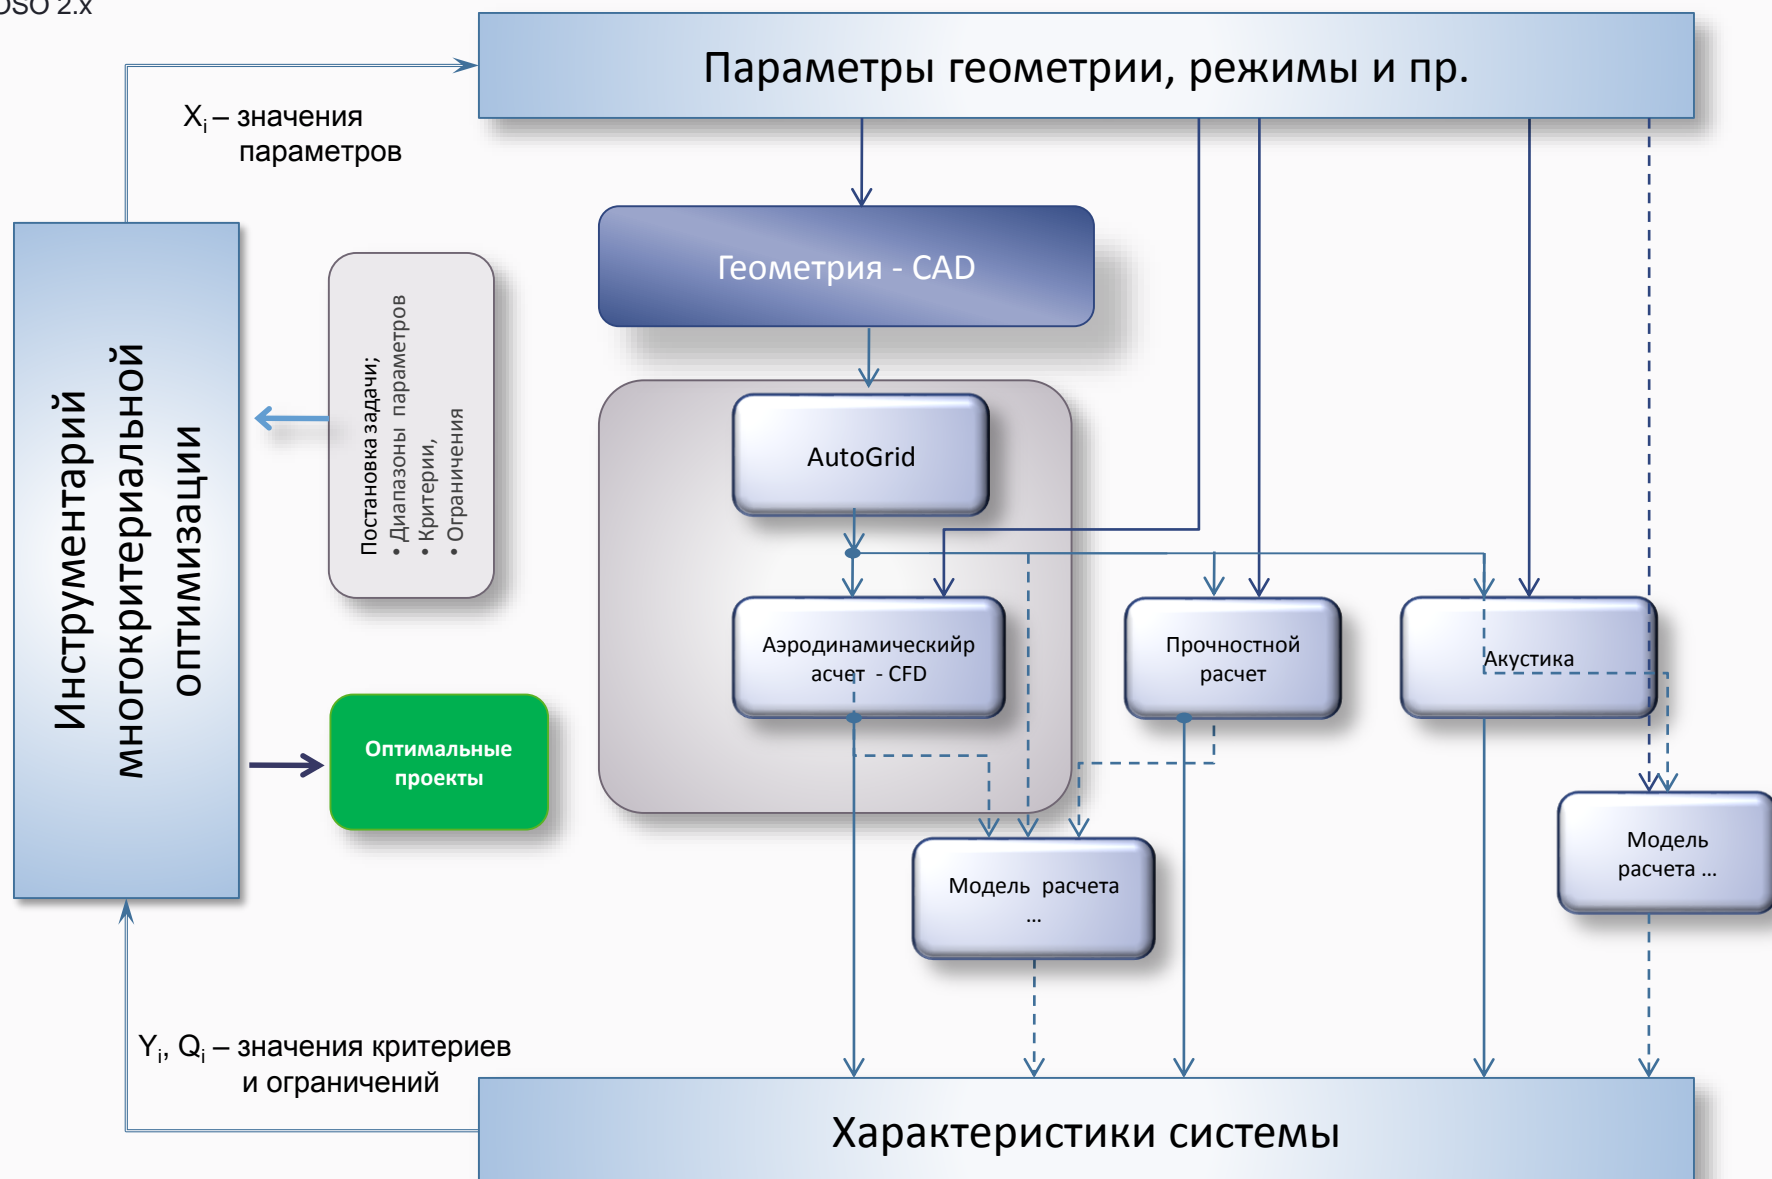 OSO 2.x
Параметры геометрии, режимы и пр.
Xi – значения
параметров
Геометрия - CAD
Инструментарий
многокритериальной
оптимизации
Постановка задачи;
• Диапазоны параметров
• Критерии,
• Ограничения
AutoGrid
Аэродинамическийр
асчет - CFD
Прочностной
расчет
Акустика
Оптимальные
проекты
Модель расчета
...
Модель
расчета ...
Yi, Qi – значения критериев
и ограничений
Характеристики системы